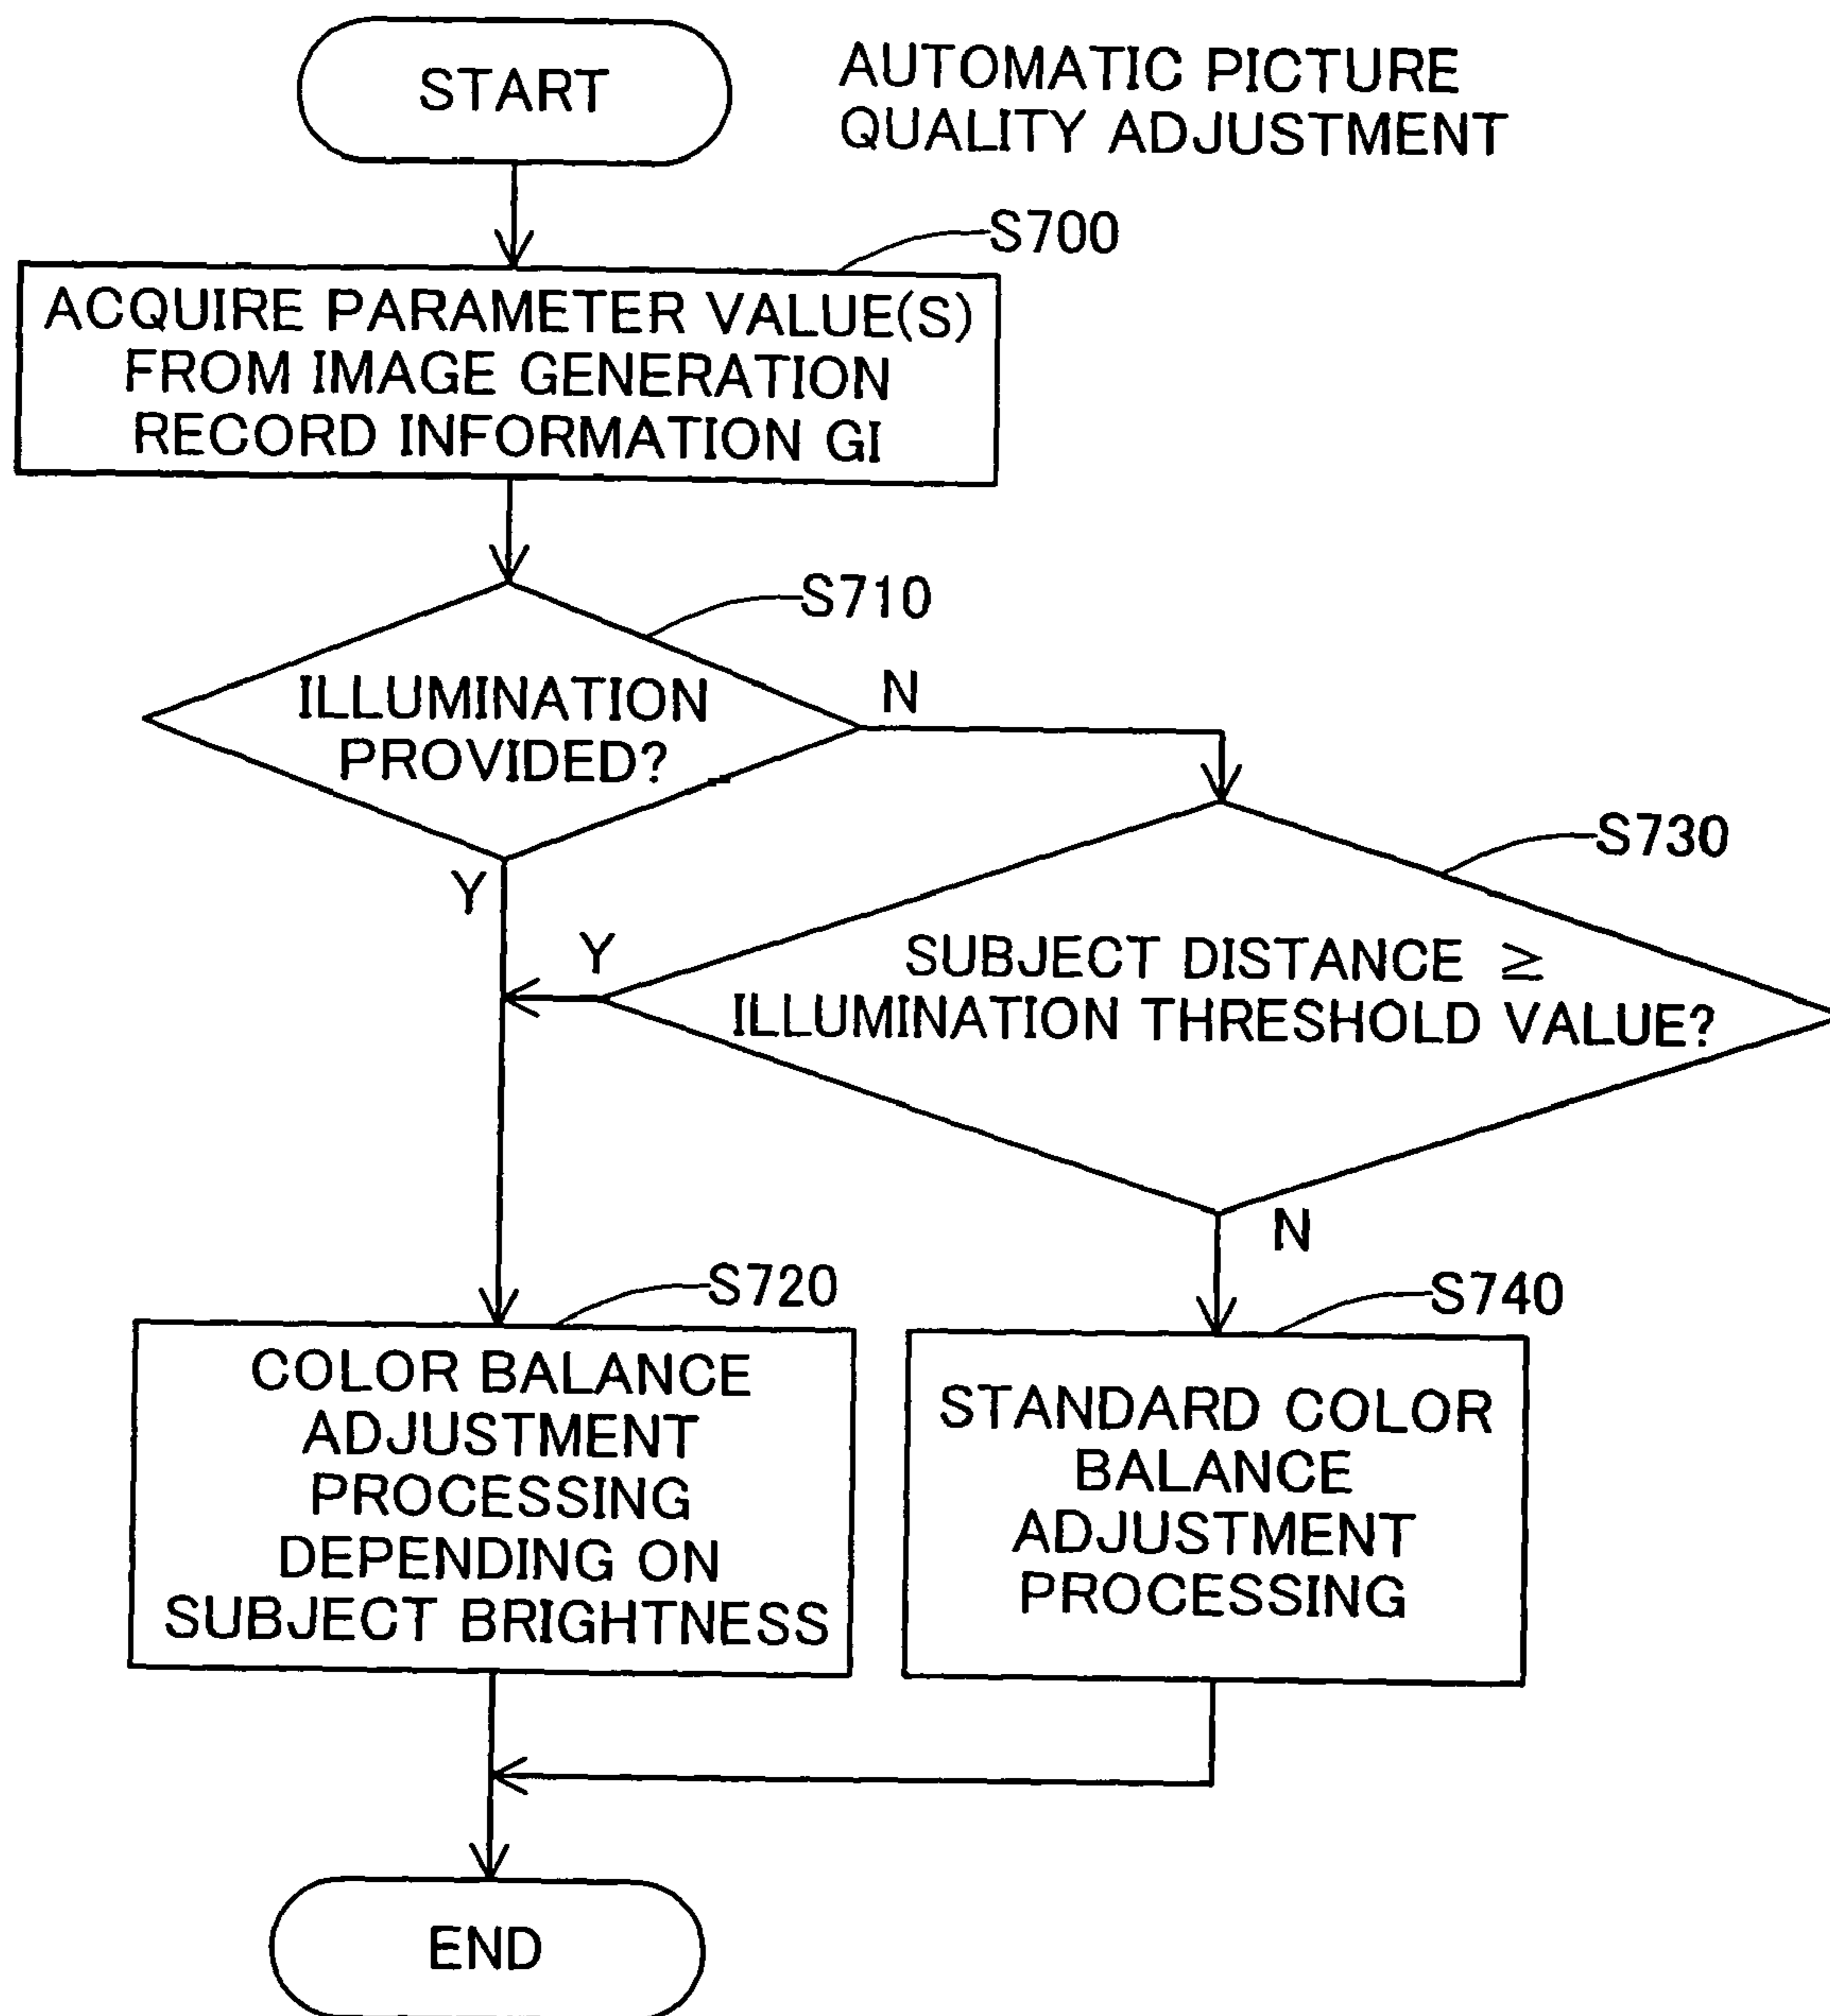 START
AUTOMATIC PICTURE
QUALITY ADJUSTMENT
S700
ACQUIRE PARAMETER VALUE(S)
FROM IMAGE GENERATION
RECORD INFORMATION GI
S710
ILLUMINATION
PROVIDED?
N
Y
S730
Y
SUBJECT DISTANCE ≥
ILLUMINATION THRESHOLD VALUE?
N
S720
COLOR BALANCE
ADJUSTMENT
PROCESSING
DEPENDING ON
SUBJECT BRIGHTNESS
S740
STANDARD COLOR
BALANCE
ADJUSTMENT
PROCESSING
END